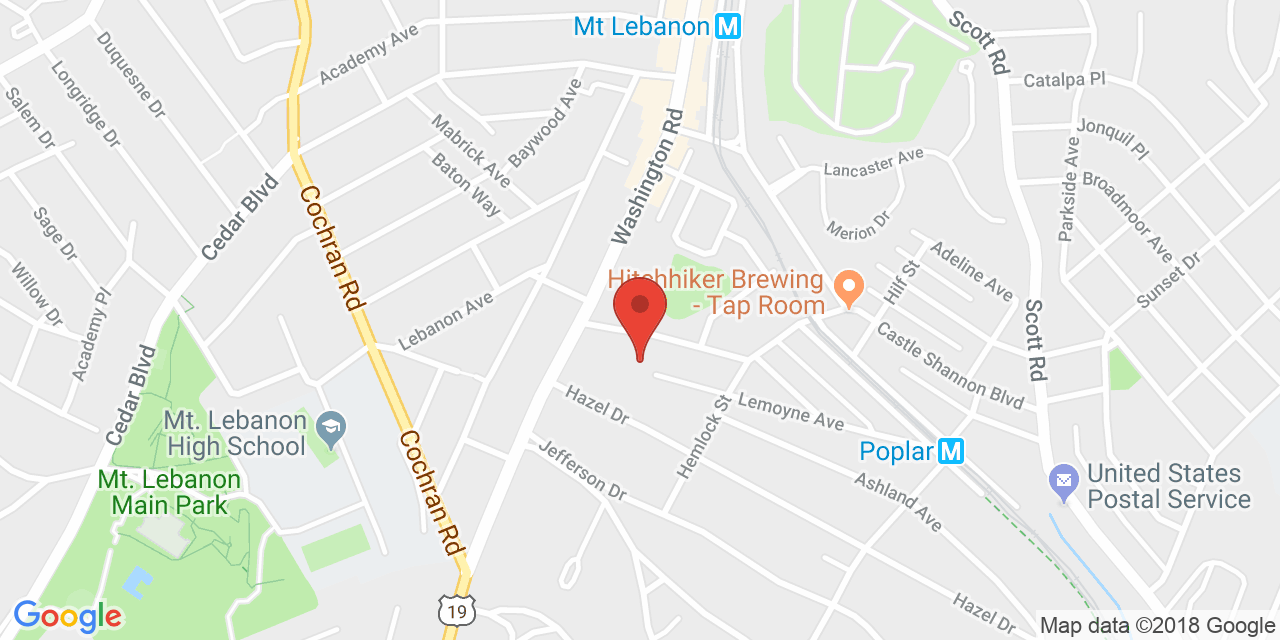 Mt Lebanon M
Scott Rd
Academy Ave
Duquesne Dr
Catalpa Pl
Longridge Dr
Salem Dr
Baywood Ave
Mabrick Ave
Washington Rd
Jonquil Pl
Parkside Ave
Lancaster Ave
Baton Way
Cedar Blvd
Broadmoor Ave
Sage Dr
Cochran Rd
Merion Dr
Adeline Ave
Sunset Dr
Willow Dr
Hilf St
Hitchhiker Brewing
- Tap Room
Academy Pl
Lebanon Ave
Scott Rd
Castle Shannon Blvd
Cedar Blvd
Hazel Dr
Lemoyne Ave
Mt. Lebanon
High School
Hemlock St
Poplar M
Jefferson Dr
Mt. Lebanon
Main Park
Cochran Rd
Ashland Ave
United States
Postal Service
19
Hazel Dr
Google
Map data ©2018 Google